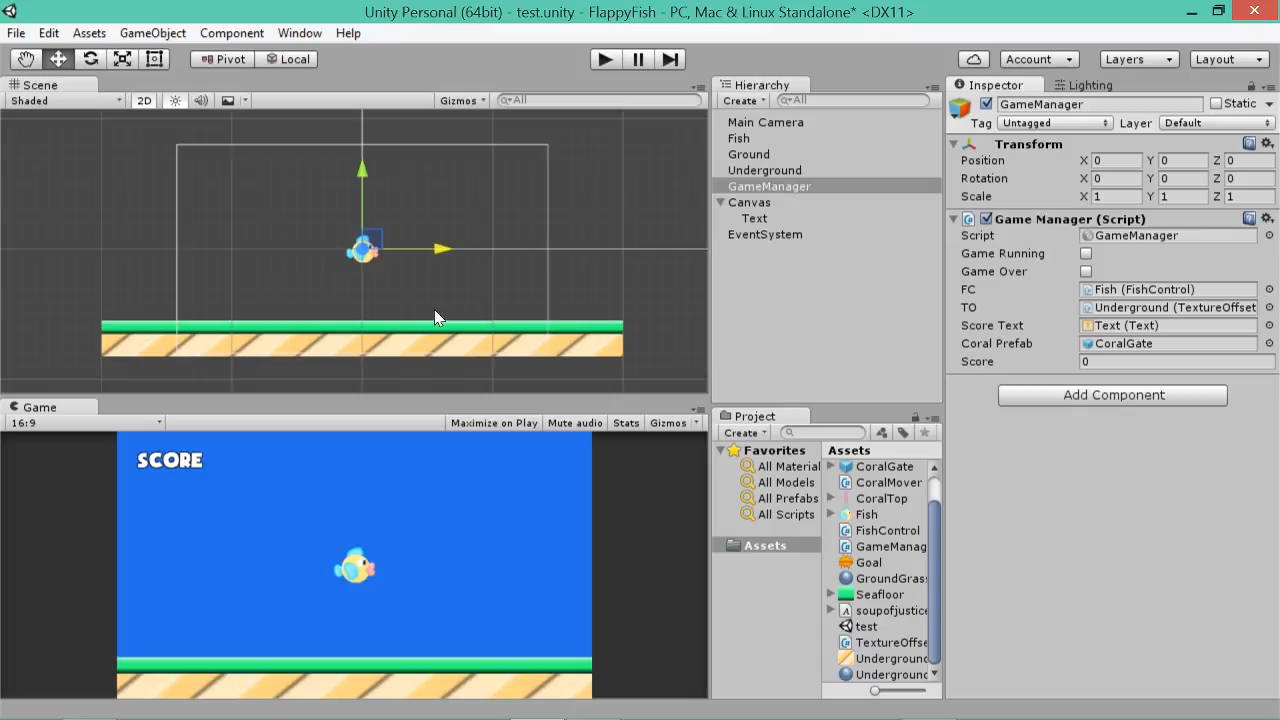 Unity Personal (64bit) - test.unity - FlappyFish - PC, Mac & Linux Standalone* <DX11>
File Edit Assets GameObject Component Window Help
Pivot Local Account Layers Layout
Scene
Shaded 2D Gizmos All
Hierarchy
Create All
Main Camera
Fish
Ground
Underground
GameManager
Canvas
Text
EventSystem
Inspector Lighting
GameManager Static
Tag Untagged Layer Default
Transform
Position X 0 Y 0 Z 0
Rotation X 0 Y 0 Z 0
Scale X 1 Y 1 Z 1
Game Manager (Script)
Script GameManager
Game Running
Game Over
FC Fish (FishControl)
TO Underground (TextureOffset
Score Text Text (Text)
Coral Prefab CoralGate
Score 0
Add Component
Game
16:9 Maximize on Play Mute audio Stats Gizmos
SCORE
Project
Create
Favorites
All Material
All Models
All Prefabs
All Scripts
Assets
Assets
CoralGate
CoralMover
CoralTop
Fish
FishControl
GameManag
Goal
GroundGras
Seafloor
soupofjustice
test
TextureOffse
Underground
Underground